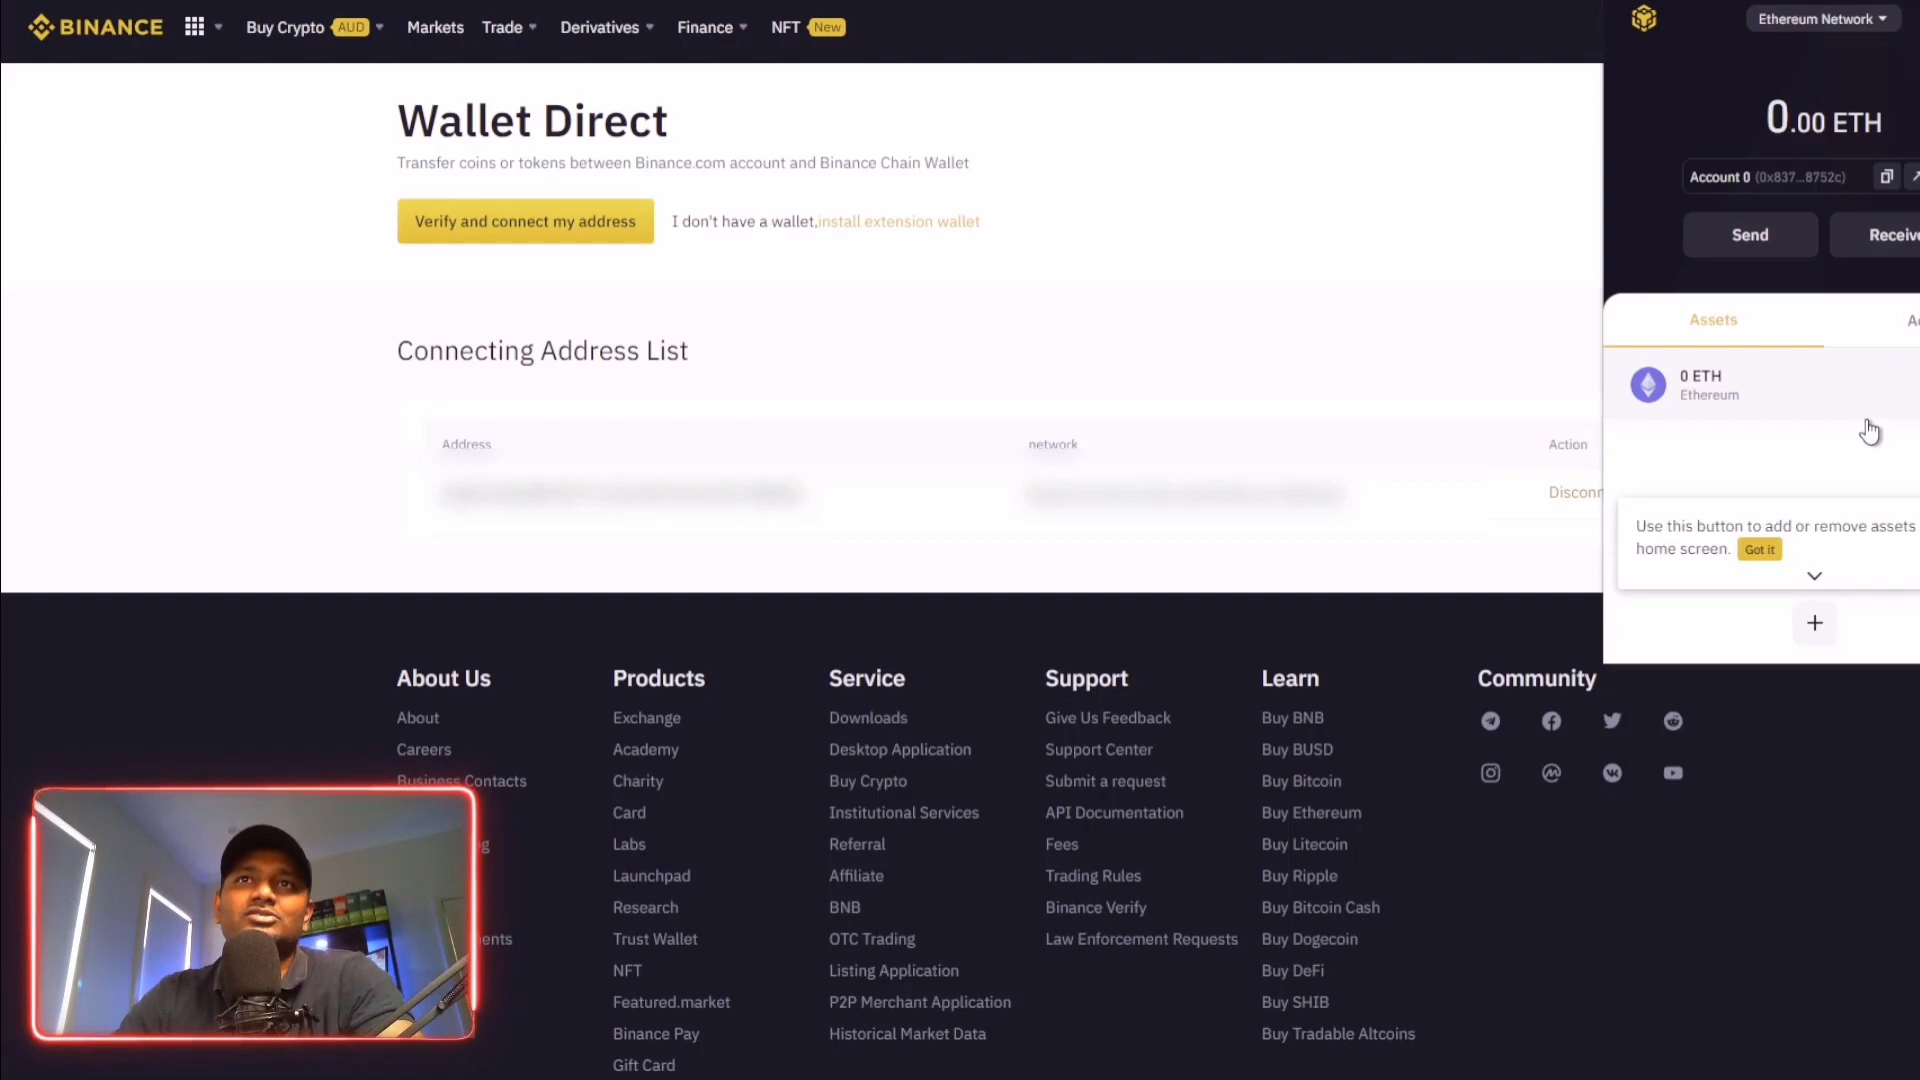 BINANCE
Buy Crypto AUD
Markets
Trade
Derivatives
Finance
NFT New
Wallet Direct
Transfer coins or tokens between Binance.com account and Binance Chain Wallet
Verify and connect my address
I don't have a wallet,install extension wallet
Connecting Address List
Address
network
Action
Ethereum Network
0.00 ETH
Account 0 (0x837...8752c)
Send
Receive
Assets
0 ETH
Ethereum
Use this button to add or remove assets
home screen. Got it
+
About Us
About
Careers
Business Contacts
Products
Exchange
Academy
Charity
Card
Labs
Launchpad
Research
Trust Wallet
NFT
Featured.market
Binance Pay
Gift Card
Service
Downloads
Desktop Application
Buy Crypto
Institutional Services
Referral
Affiliate
BNB
OTC Trading
Listing Application
P2P Merchant Application
Historical Market Data
Support
Give Us Feedback
Support Center
Submit a request
API Documentation
Fees
Trading Rules
Binance Verify
Law Enforcement Requests
Learn
Buy BNB
Buy BUSD
Buy Bitcoin
Buy Ethereum
Buy Litecoin
Buy Ripple
Buy Bitcoin Cash
Buy Dogecoin
Buy DeFi
Buy SHIB
Buy Tradable Altcoins
Community